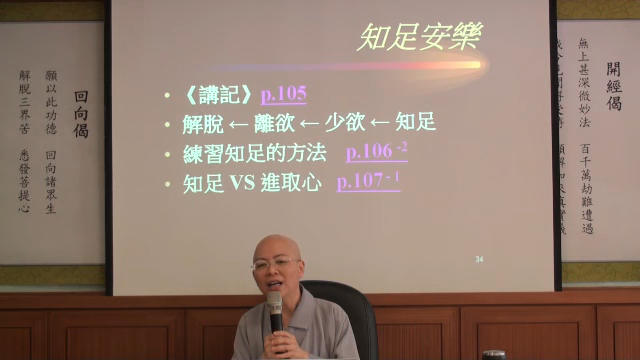 知足安樂
• 《講記》p.105
• 解脫 ← 離欲 ← 少欲 ← 知足
• 練習知足的方法 p.106 -2
• 知足 VS 進取心 p.107 -1
34
開經偈
無上甚深微妙法 百千萬劫難遭遇
回向偈
願以此功德 回向諸眾生
解脫三界苦 悉發菩提心